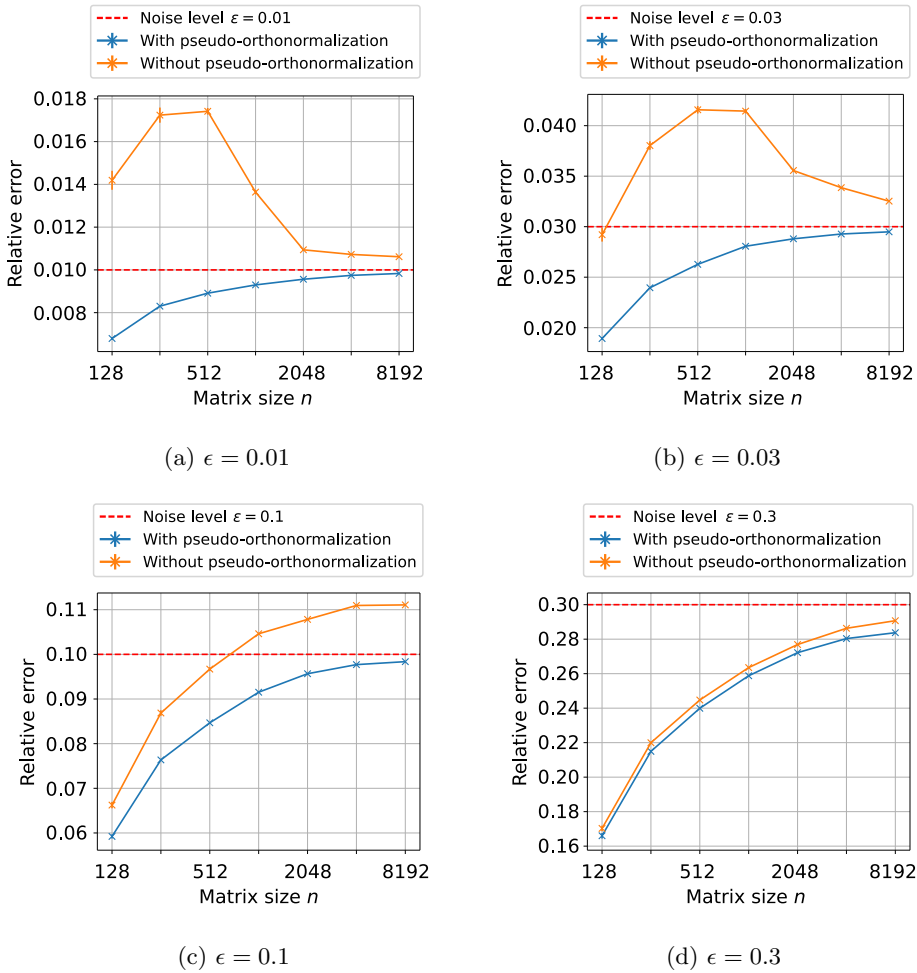 Noise level ε = 0.01
With pseudo-orthonormalization
Without pseudo-orthonormalization
0.018
0.016
0.014
0.012
0.010
0.008
Relative error
128
512
2048
8192
Matrix size n
(a) ϵ = 0.01
Noise level ε = 0.03
With pseudo-orthonormalization
Without pseudo-orthonormalization
0.040
0.035
0.030
0.025
0.020
Relative error
128
512
2048
8192
Matrix size n
(b) ϵ = 0.03
Noise level ε = 0.1
With pseudo-orthonormalization
Without pseudo-orthonormalization
0.11
0.10
0.09
0.08
0.07
0.06
Relative error
128
512
2048
8192
Matrix size n
(c) ϵ = 0.1
Noise level ε = 0.3
With pseudo-orthonormalization
Without pseudo-orthonormalization
0.30
0.28
0.26
0.24
0.22
0.20
0.18
0.16
Relative error
128
512
2048
8192
Matrix size n
(d) ϵ = 0.3